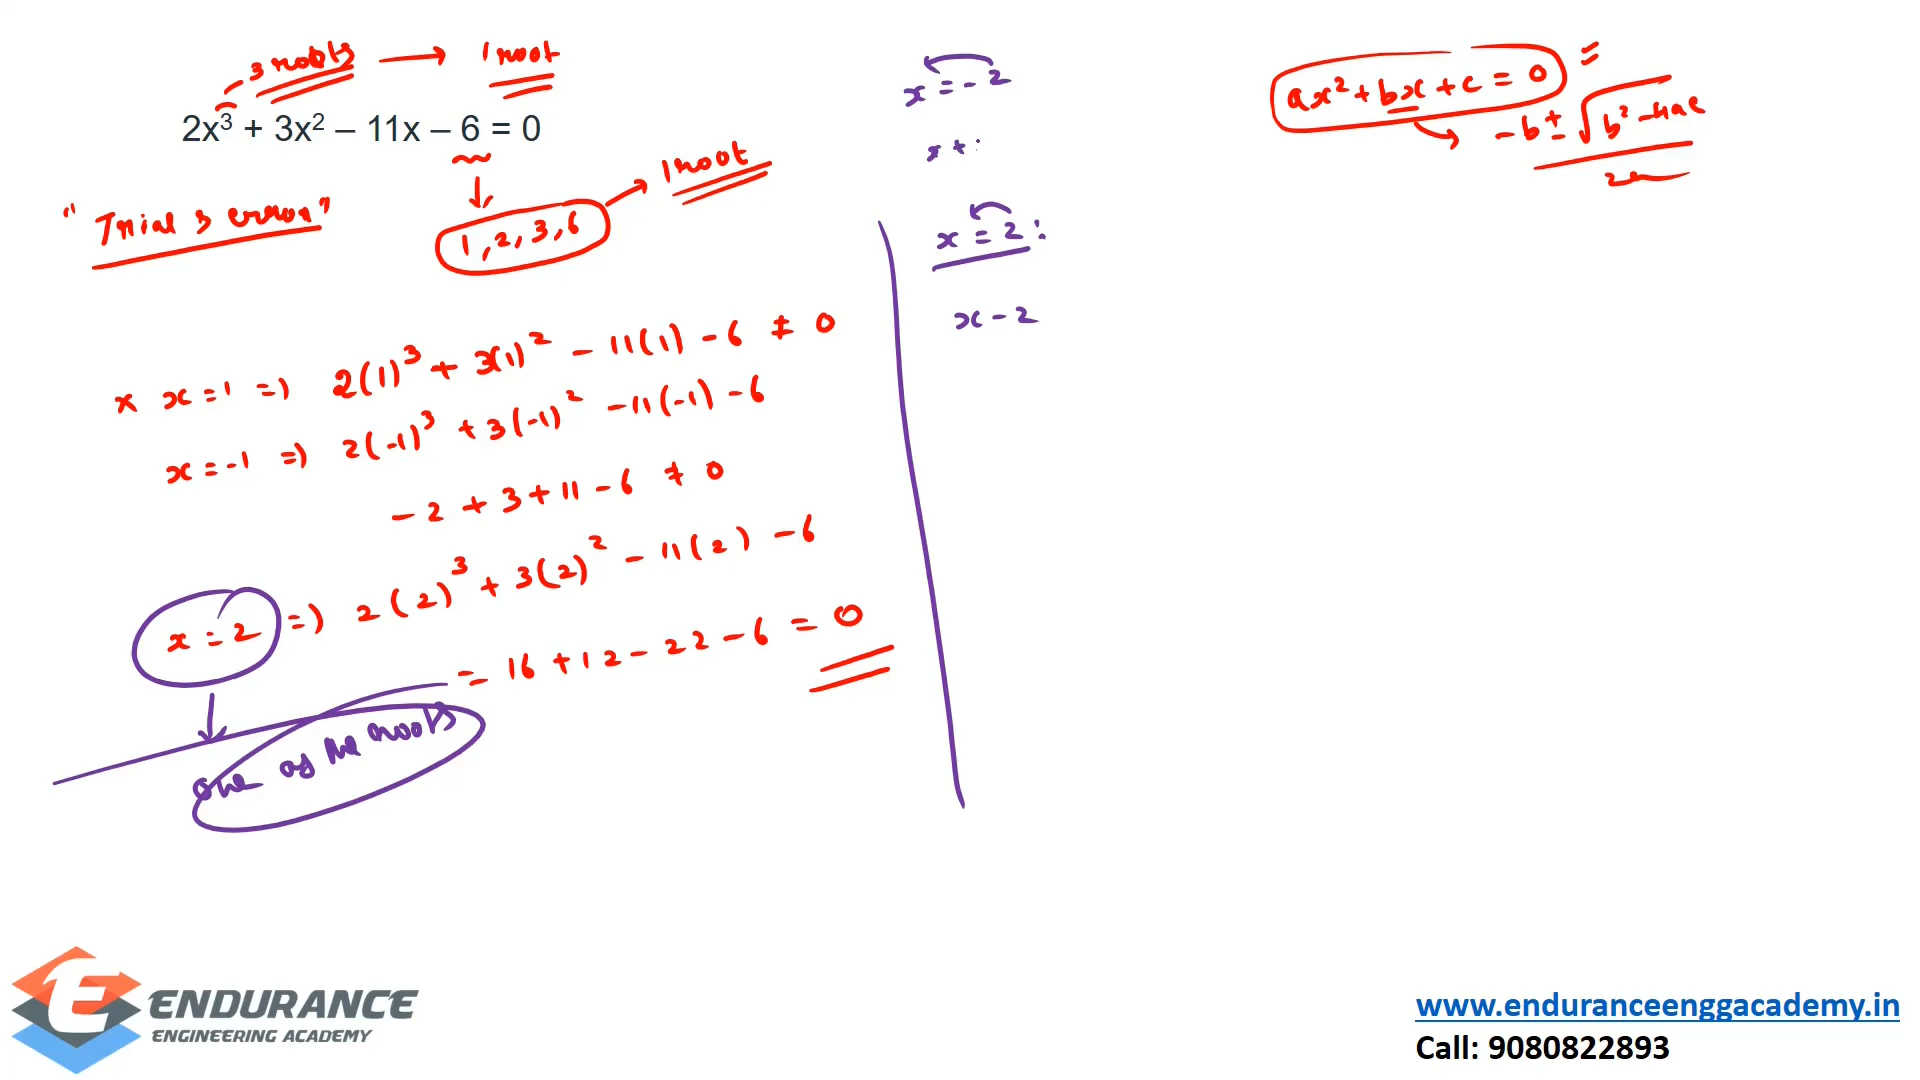 3 roots → 1 root
2x³ + 3x² – 11x – 6 = 0
"Trial & error"
1, 2, 3, 6 → 1 root
x x = 1 => 2(1)³ + 3(1)² - 11(1) - 6 ≠ 0
x = -1 => 2(-1)³ + 3(-1)² - 11(-1) - 6
- 2 + 3 + 11 - 6 ≠ 0
x = 2 => 2(2)³ + 3(2)² - 11(2) - 6
= 16 + 12 - 22 - 6 = 0
one of the roots
x = - 2
x +
x = 2
x - 2
ax² + bx + c = 0
- b ± √b² - 4ac
2a
ENDURANCE
ENGINEERING ACADEMY
www.enduranceenggacademy.in
Call: 9080822893